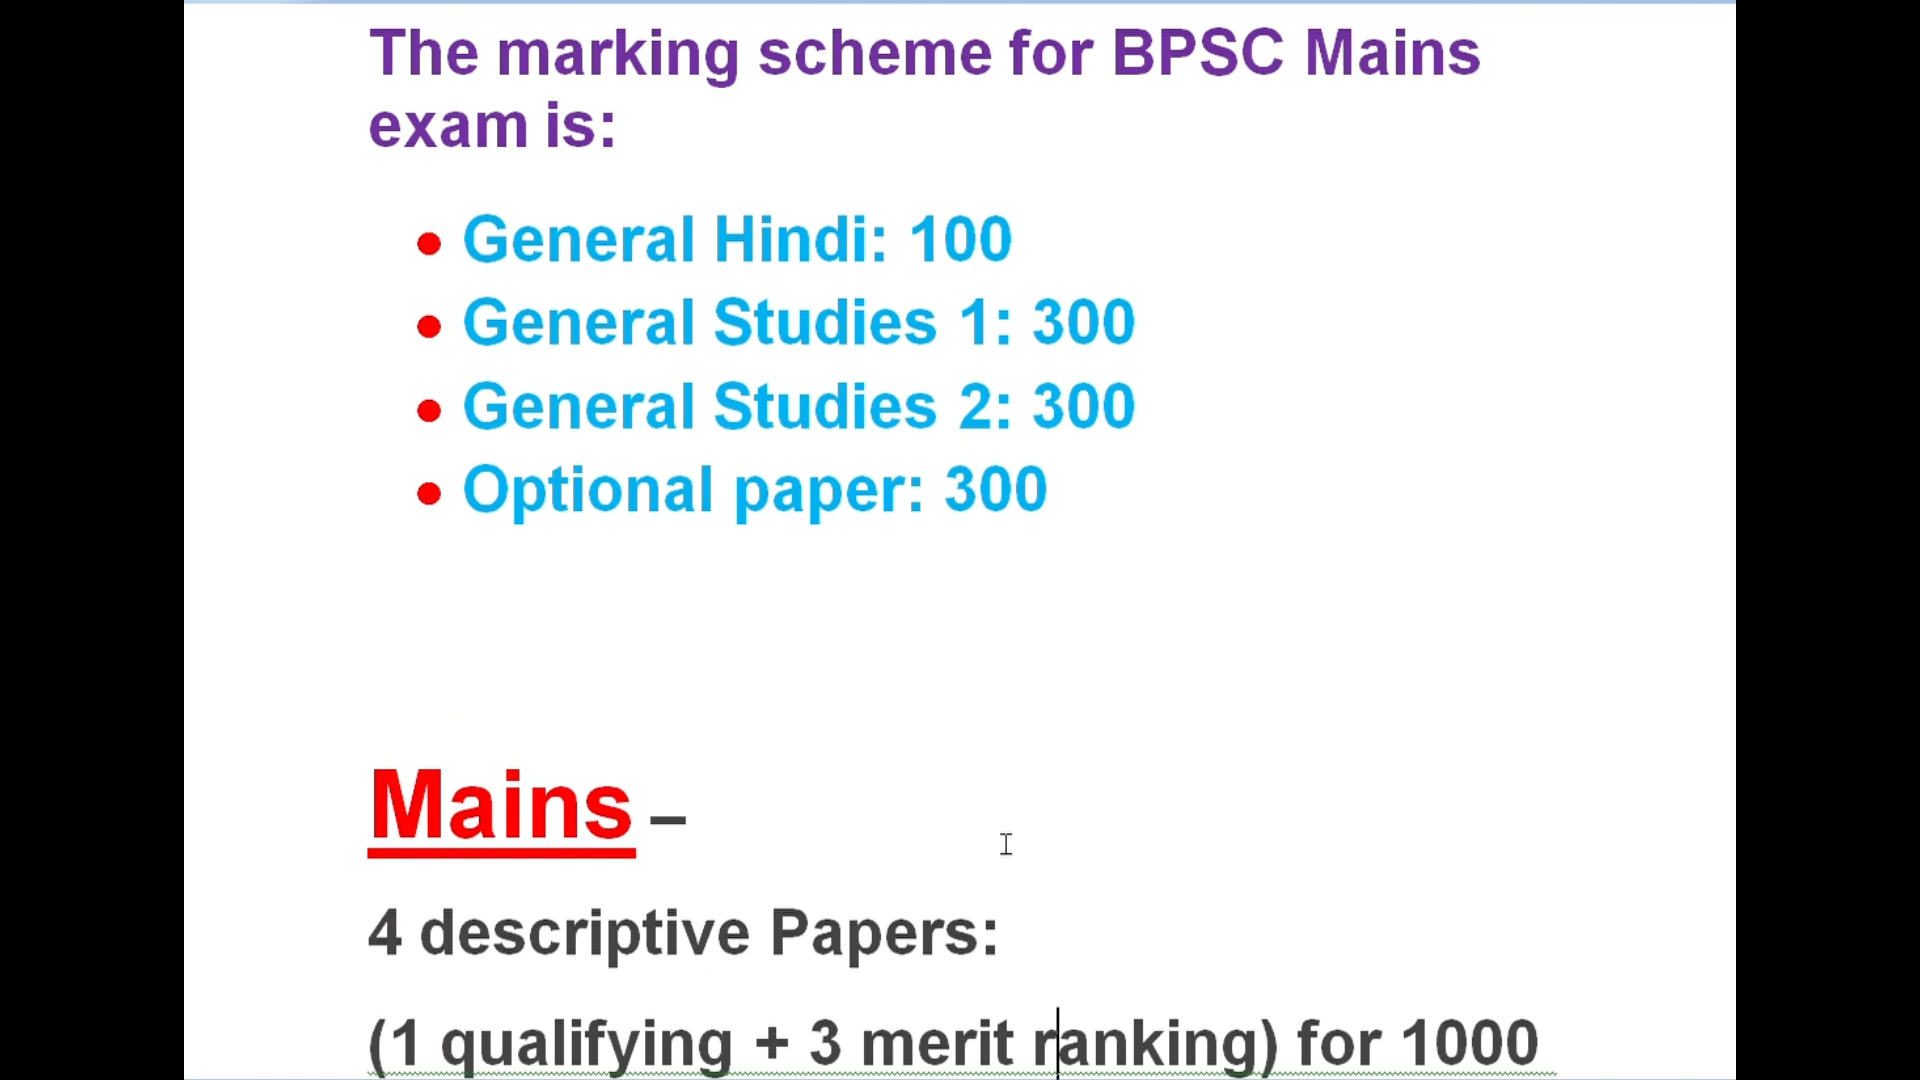 The marking scheme for BPSC Mains
exam is:
• General Hindi: 100
• General Studies 1: 300
• General Studies 2: 300
• Optional paper: 300
Mains –
4 descriptive Papers:
(1 qualifying + 3 merit ranking) for 1000